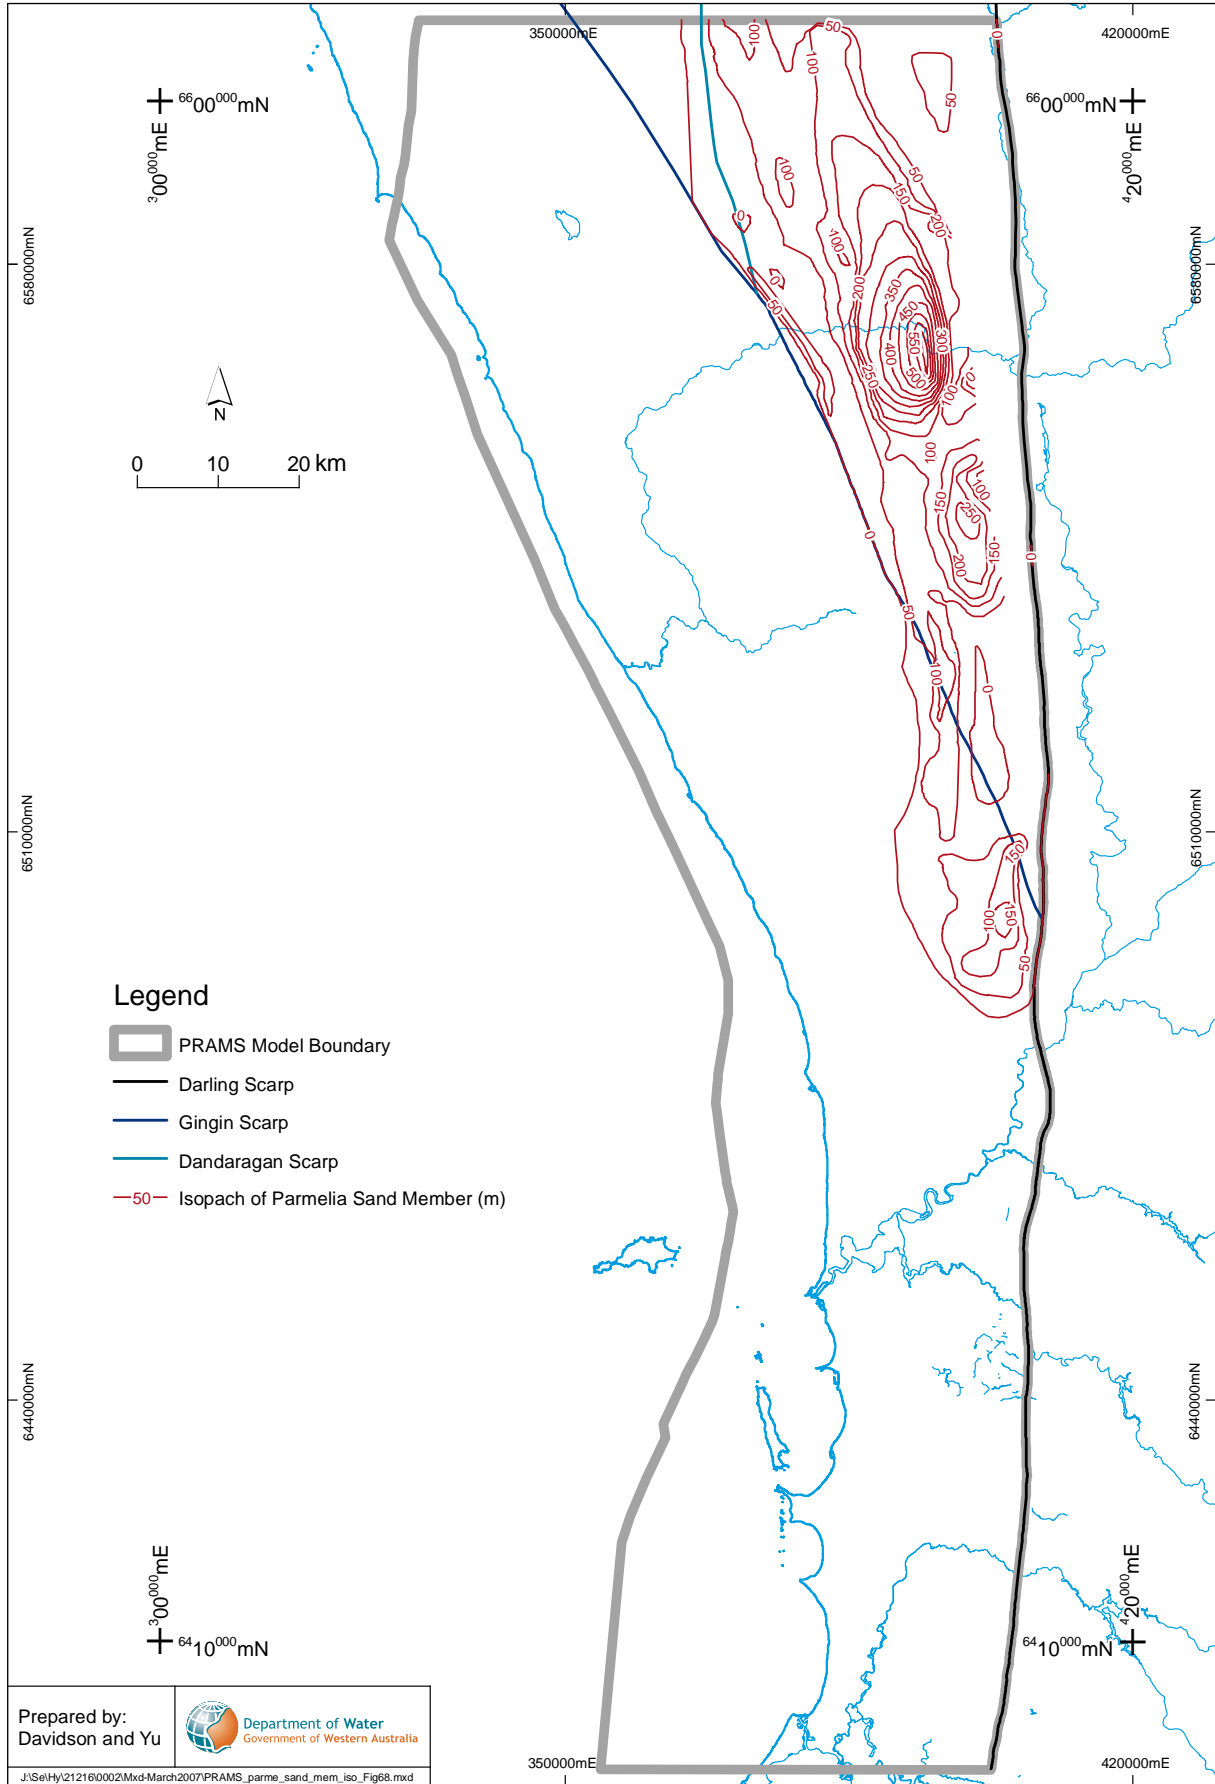 350000mE
420000mE
6600000mN
6600000mN
300000mE
420000mE
6580000mN
6580000mN
0
50
100
100
50
50
150
200
100
0
100
0
50
200
350
450
550
300
400
500
250
100
0
100
150
100
250
200
150
0
0
50
100
0
150
100
150
50
N
0 10 20 km
6510000mN
6510000mN
Legend
PRAMS Model Boundary
Darling Scarp
Gingin Scarp
Dandaragan Scarp
50 Isopach of Parmelia Sand Member (m)
6440000mN
6440000mN
300000mE
420000mE
6410000mN
6410000mN
Prepared by:
Davidson and Yu
Department of Water
Government of Western Australia
350000mE
420000mE
J:\Se\Hy\21216\0002\Mxd-March2007\PRAMS_parme_sand_mem_iso_Fig68.mxd